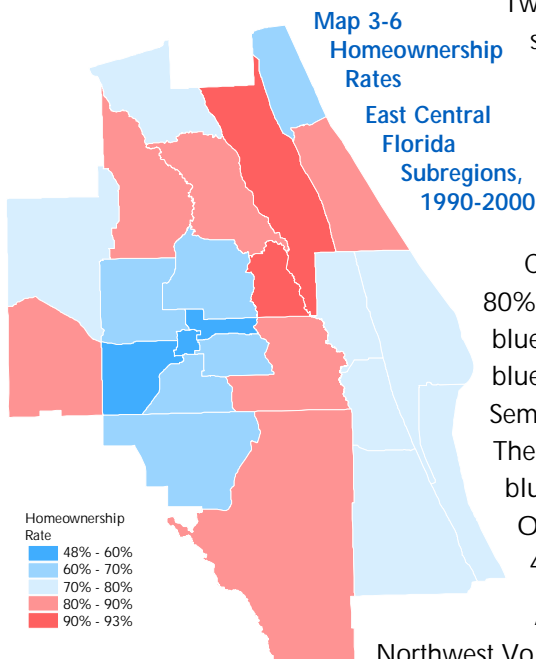 Map 3-6
Homeownership
Rates
East Central
Florida
Subregions,
1990-2000
80%
blue
blue
Sem
The
blu
O
4
Northwest Vo
Homeownership
Rate
48% - 60%
60% - 70%
70% - 80%
80% - 90%
90% - 93%